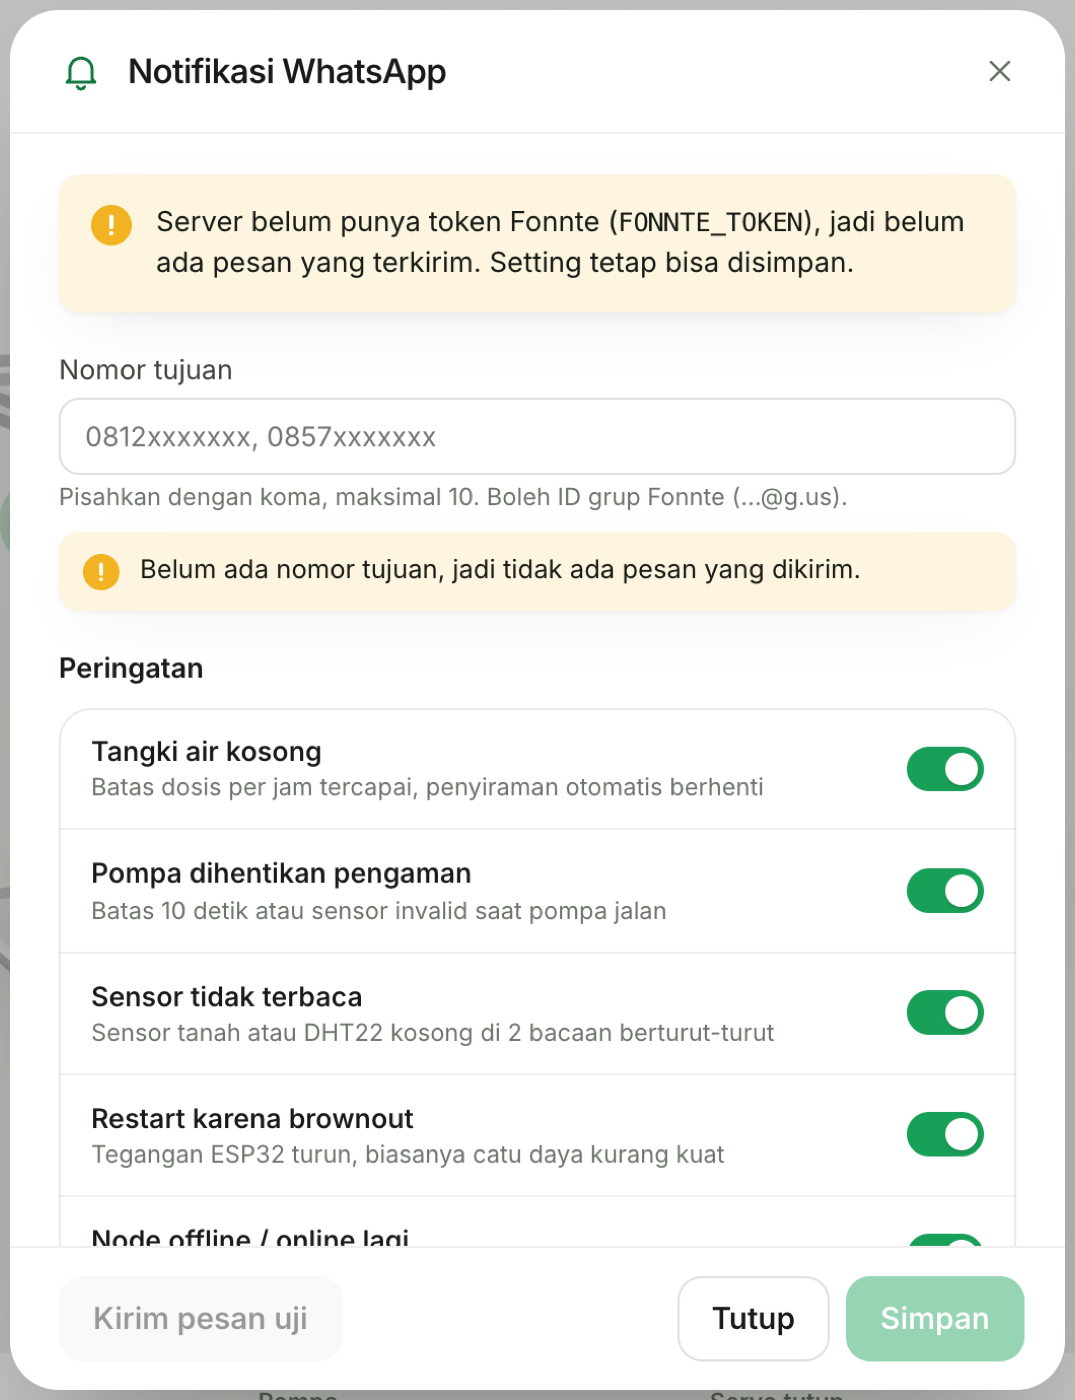 Notifikasi WhatsApp
Server belum punya token Fonnte (FONNTE_TOKEN), jadi belum
ada pesan yang terkirim. Setting tetap bisa disimpan.
Nomor tujuan
0812xxxxxxx, 0857xxxxxxx
Pisahkan dengan koma, maksimal 10. Boleh ID grup Fonnte (...@g.us).
Belum ada nomor tujuan, jadi tidak ada pesan yang dikirim.
Peringatan
Tangki air kosong
Batas dosis per jam tercapai, penyiraman otomatis berhenti
Pompa dihentikan pengaman
Batas 10 detik atau sensor invalid saat pompa jalan
Sensor tidak terbaca
Sensor tanah atau DHT22 kosong di 2 bacaan berturut-turut
Restart karena brownout
Tegangan ESP32 turun, biasanya catu daya kurang kuat
Node offline / online lagi
Kirim pesan uji
Tutup
Simpan
Pompa
Servo tutup